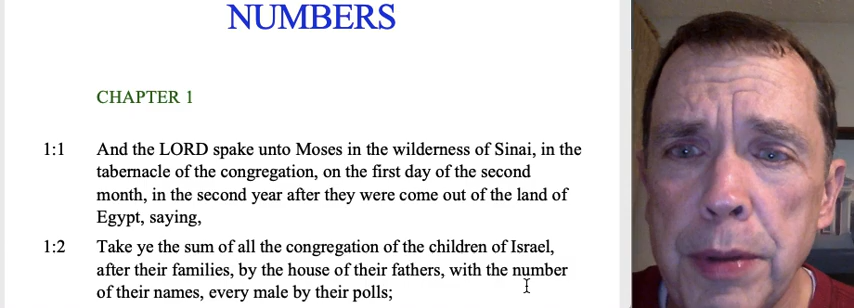 NUMBERS
CHAPTER 1
1:1 And the LORD spake unto Moses in the wilderness of Sinai, in the
tabernacle of the congregation, on the first day of the second
month, in the second year after they were come out of the land of
Egypt, saying,
1:2 Take ye the sum of all the congregation of the children of Israel,
after their families, by the house of their fathers, with the number
of their names, every male by their polls;